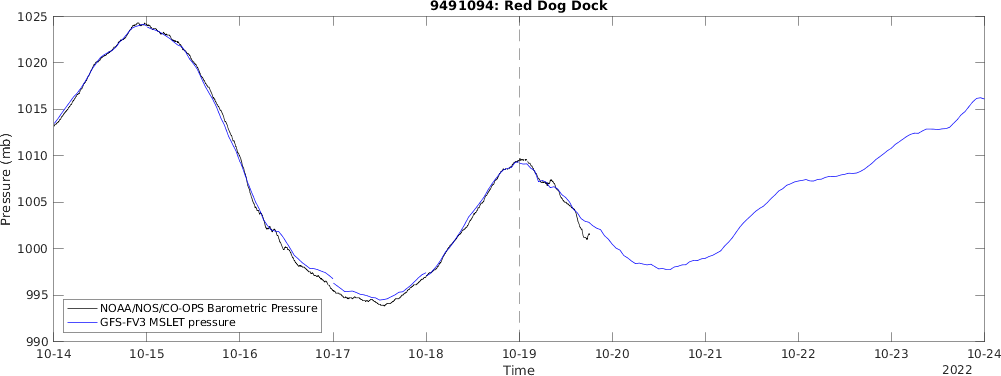 9491094: Red Dog Dock
1025
1020
1015
1010
1005
1000
995
990
Pressure (mb)
NOAA/NOS/CO-OPS Barometric Pressure
GFS-FV3 MSLET pressure
10-14 10-15 10-16 10-17 10-18 10-19 10-20 10-21 10-22 10-23 10-24
Time
2022